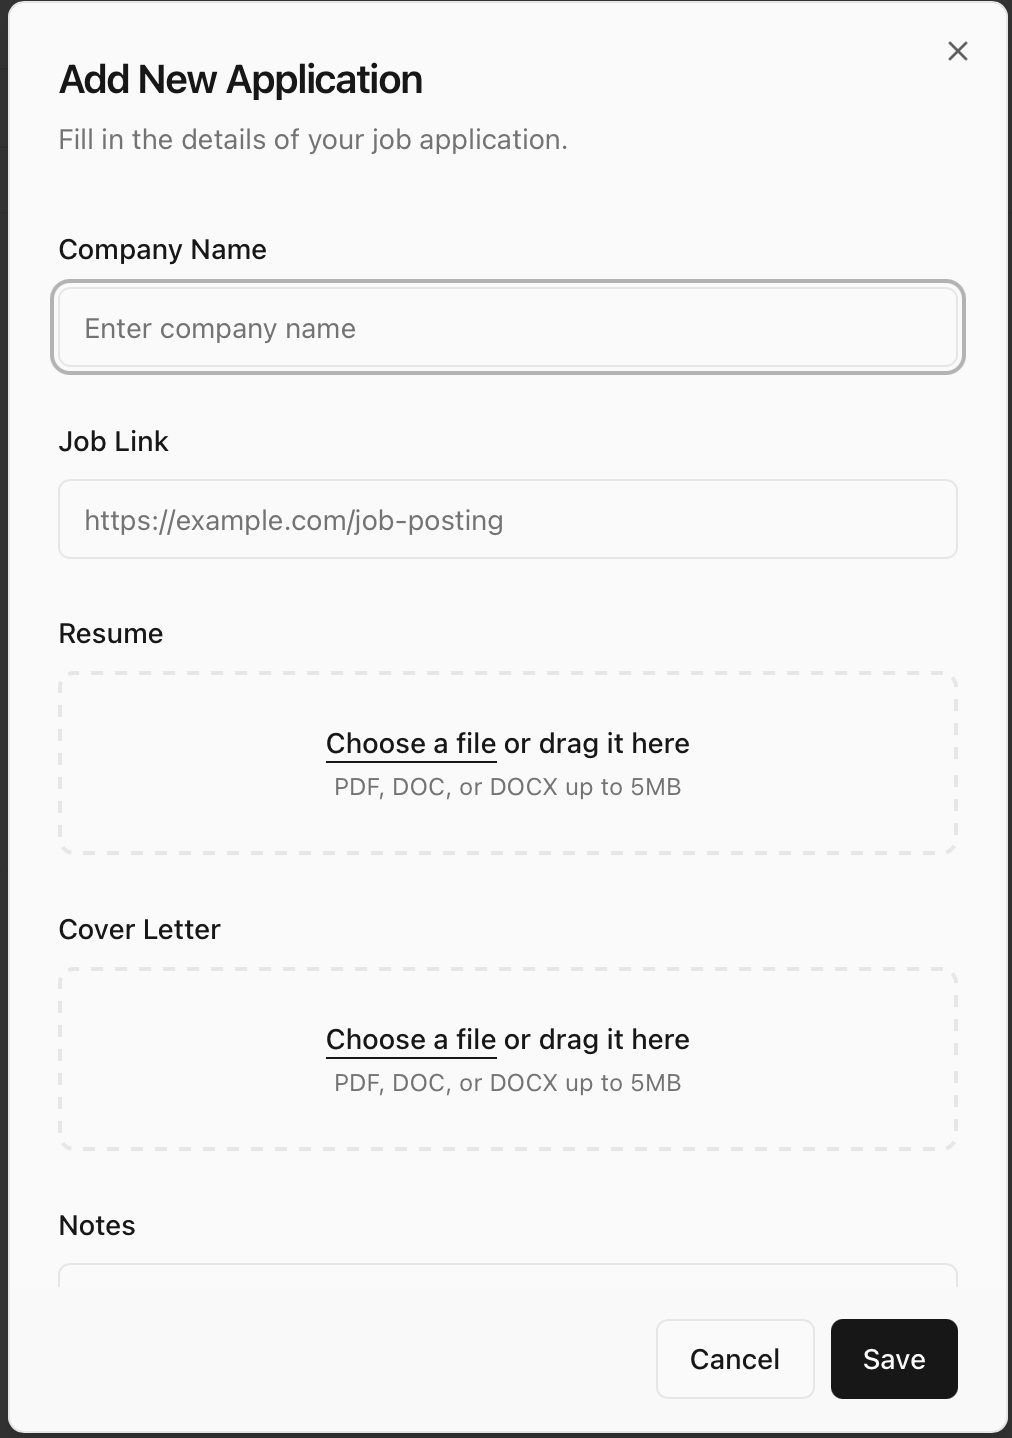 Add New Application
Fill in the details of your job application.
Company Name
Enter company name
Job Link
https://example.com/job-posting
Resume
Choose a file or drag it here
PDF, DOC, or DOCX up to 5MB
Cover Letter
Choose a file or drag it here
PDF, DOC, or DOCX up to 5MB
Notes
Cancel
Save